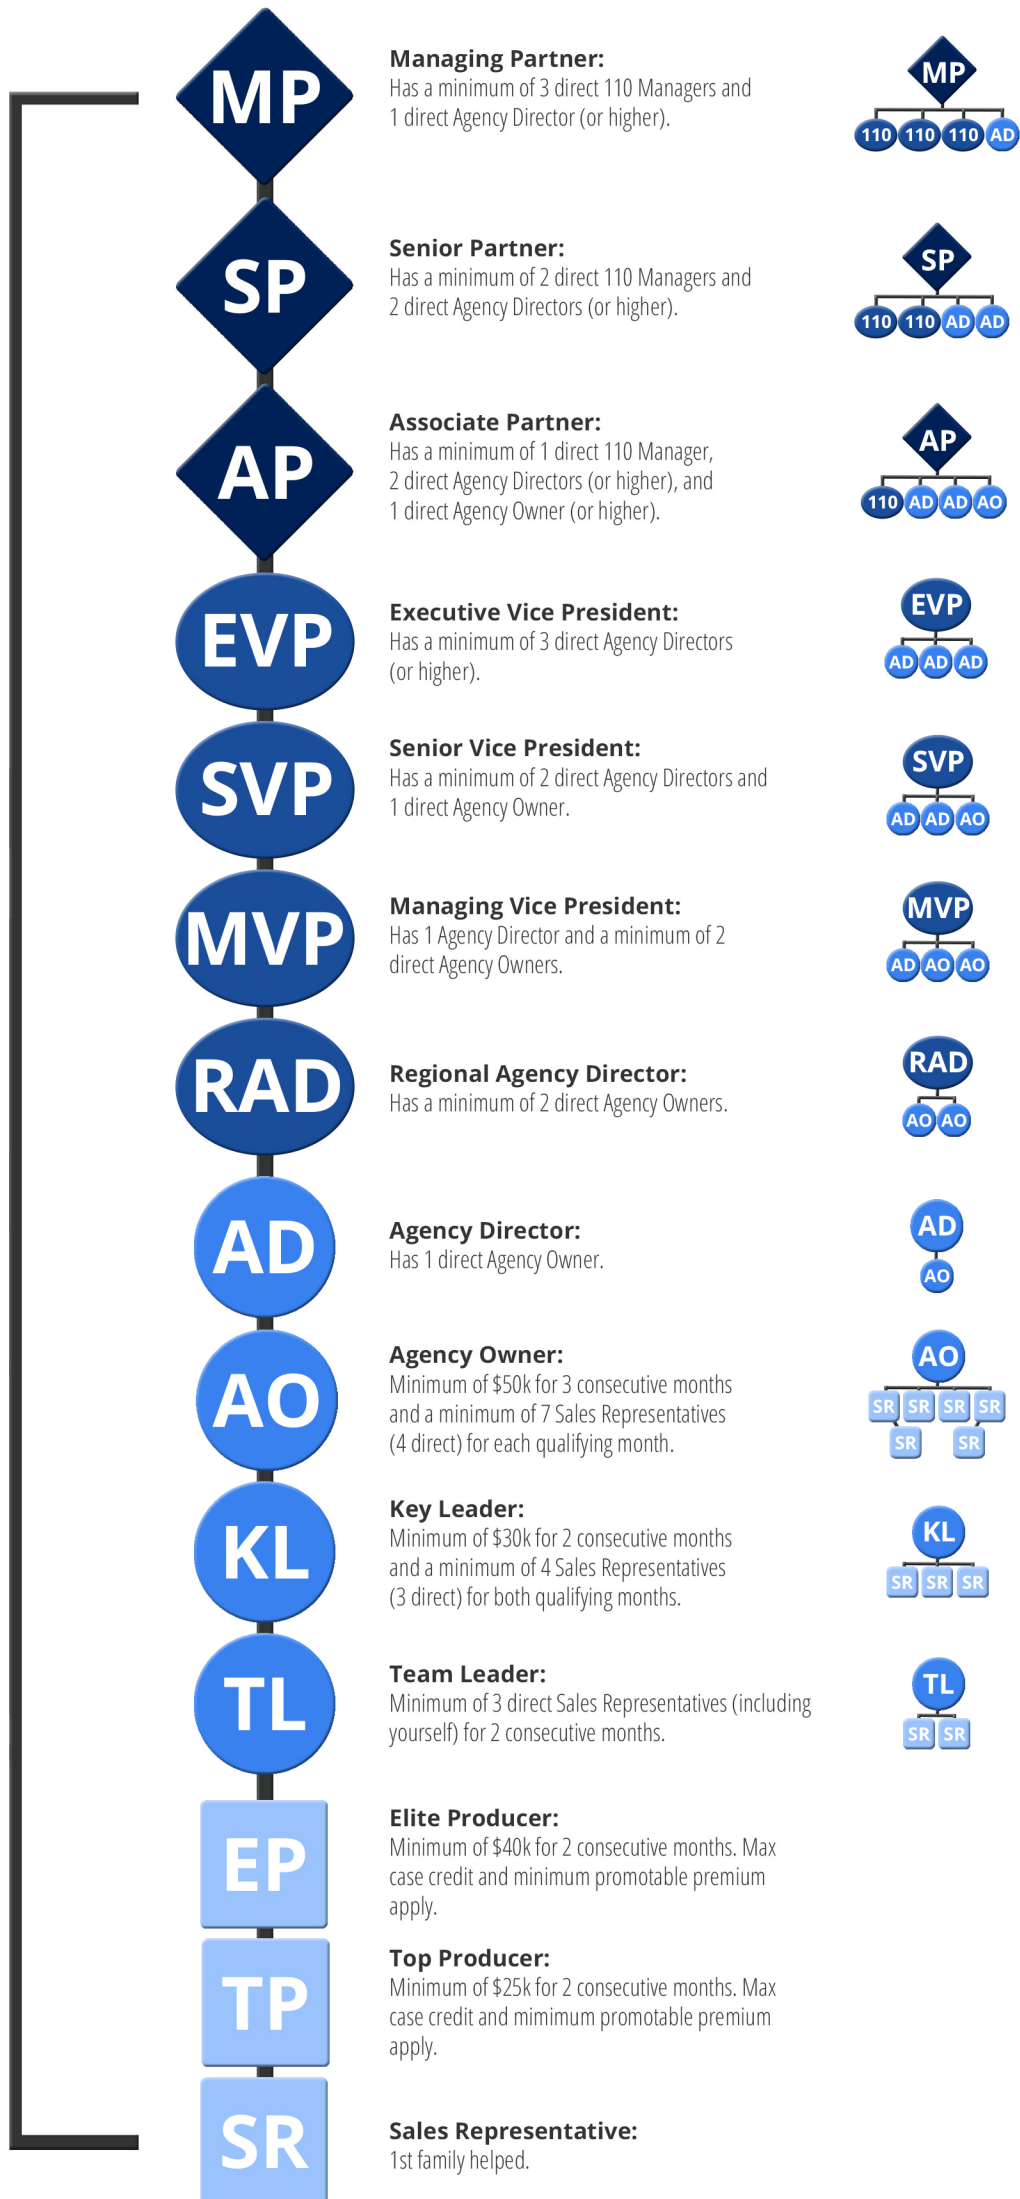 MP
Managing Partner:
Has a minimum of 3 direct 110 Managers and
1 direct Agency Director (or higher).
MP
110 110 110 AD
SP
Senior Partner:
Has a minimum of 2 direct 110 Managers and
2 direct Agency Directors (or higher).
SP
110 110 AD AD
AP
Associate Partner:
Has a minimum of 1 direct 110 Manager,
2 direct Agency Directors (or higher), and
1 direct Agency Owner (or higher).
AP
110 AD AD AO
EVP
Executive Vice President:
Has a minimum of 3 direct Agency Directors
(or higher).
EVP
AD AD AD
SVP
Senior Vice President:
Has a minimum of 2 direct Agency Directors and
1 direct Agency Owner.
SVP
AD AD AO
MVP
Managing Vice President:
Has 1 Agency Director and a minimum of 2
direct Agency Owners.
MVP
AD AO AO
RAD
Regional Agency Director:
Has a minimum of 2 direct Agency Owners.
RAD
AO AO
AD
Agency Director:
Has 1 direct Agency Owner.
AD
AO
AO
Agency Owner:
Minimum of $50k for 3 consecutive months
and a minimum of 7 Sales Representatives
(4 direct) for each qualifying month.
AO
SR SR SR SR
SR SR
KL
Key Leader:
Minimum of $30k for 2 consecutive months
and a minimum of 4 Sales Representatives
(3 direct) for both qualifying months.
KL
SR SR SR
TL
Team Leader:
Minimum of 3 direct Sales Representatives (including
yourself) for 2 consecutive months.
TL
SR SR
EP
Elite Producer:
Minimum of $40k for 2 consecutive months. Max
case credit and minimum promotable premium
apply.
TP
Top Producer:
Minimum of $25k for 2 consecutive months. Max
case credit and mimimum promotable premium
apply.
SR
Sales Representative:
1st family helped.